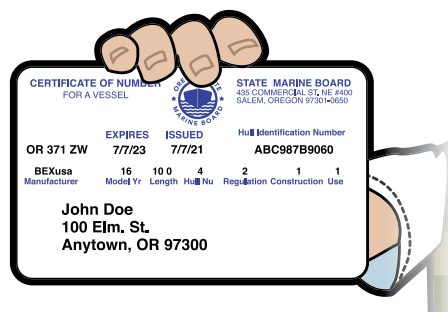 CERTIFICATE OF NUMBER
FOR A VESSEL
STATE MARINE BOARD
435 COMMERCIAL ST. NE #400
SALEM, OREGON 97301-0650
MARINE BOARD
EXPIRES ISSUED Hull Identification Number
OR 371 ZW 7/7/23 7/7/21 ABC987B9060
BEXusa 16 10 0 4 2 1 1
Manufacturer Model Yr Length Hull Nu Regulation Construction Use
John Doe
100 Elm. St.
Anytown, OR 97300